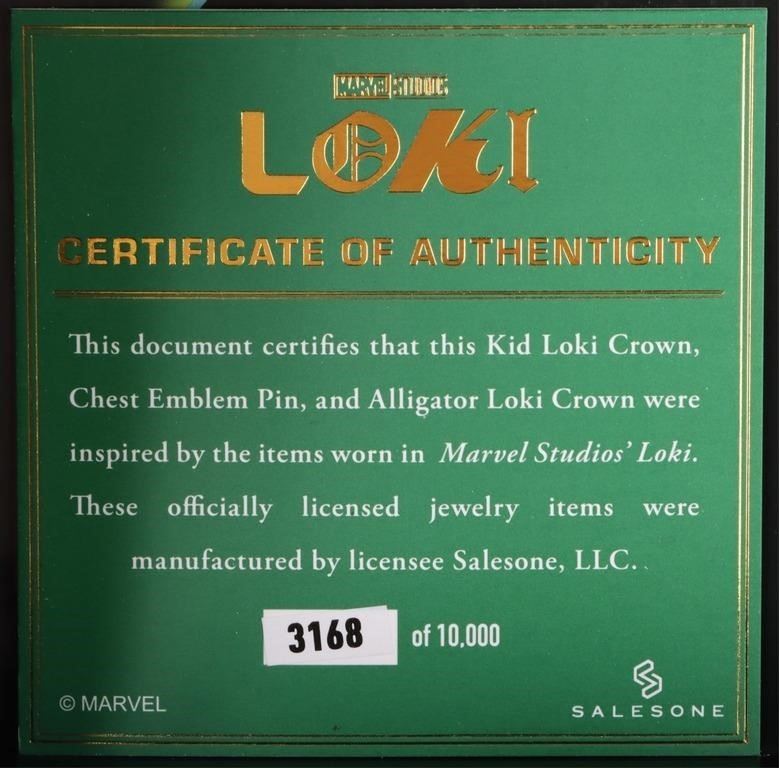 MARVEL STUDIOS
LOKI
CERTIFICATE OF AUTHENTICITY
This document certifies that this Kid Loki Crown,
Chest Emblem Pin, and Alligator Loki Crown were
inspired by the items worn in Marvel Studios’ Loki.
These officially licensed jewelry items were
manufactured by licensee Salesone, LLC.
3168 of 10,000
© MARVEL
SALESONE